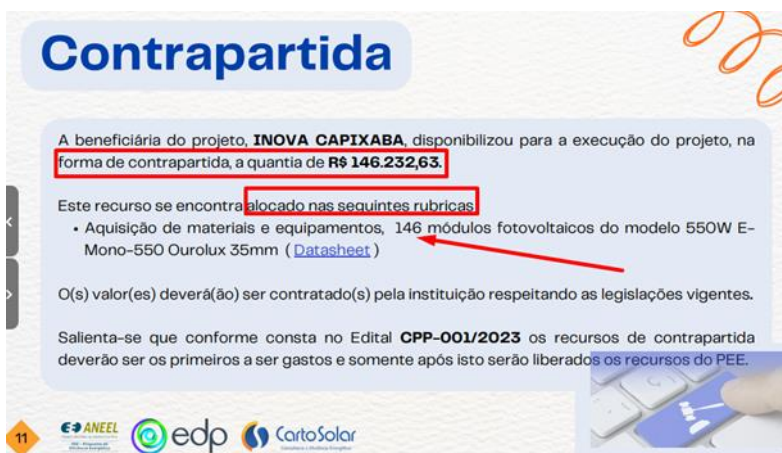 Contrapartida
A beneficiária do projeto, INOVA CAPIXABA, disponibilizou para a execução do projeto, na
forma de contrapartida, a quantia de R$ 146.232,63.
Este recurso se encontra alocado nas seguintes rubricas
• Aquisição de materiais e equipamentos, 146 módulos fotovoltaicos do modelo 550W E-
Mono-550 Ourolux 35mm ( Datasheet )
O(s) valor(es) deverá(ão) ser contratado(s) pela instituição respeitando as legislações vigentes.
Salienta-se que conforme consta no Edital CPP-001/2023 os recursos de contrapartida
deverão ser os primeiros a ser gastos e somente após isto serão liberados os recursos do PEE.
11
ANEEL
edp
CartoSolar